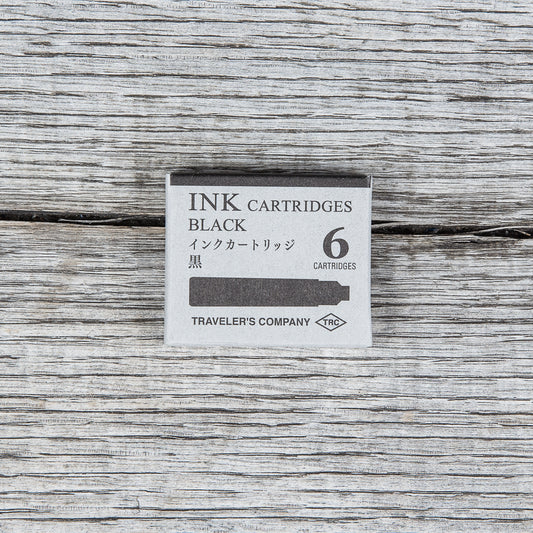 INK CARTRIDGES
BLACK
インクカートリッジ
黒
6
CARTRIDGES
TRAVELER'S COMPANY TRC